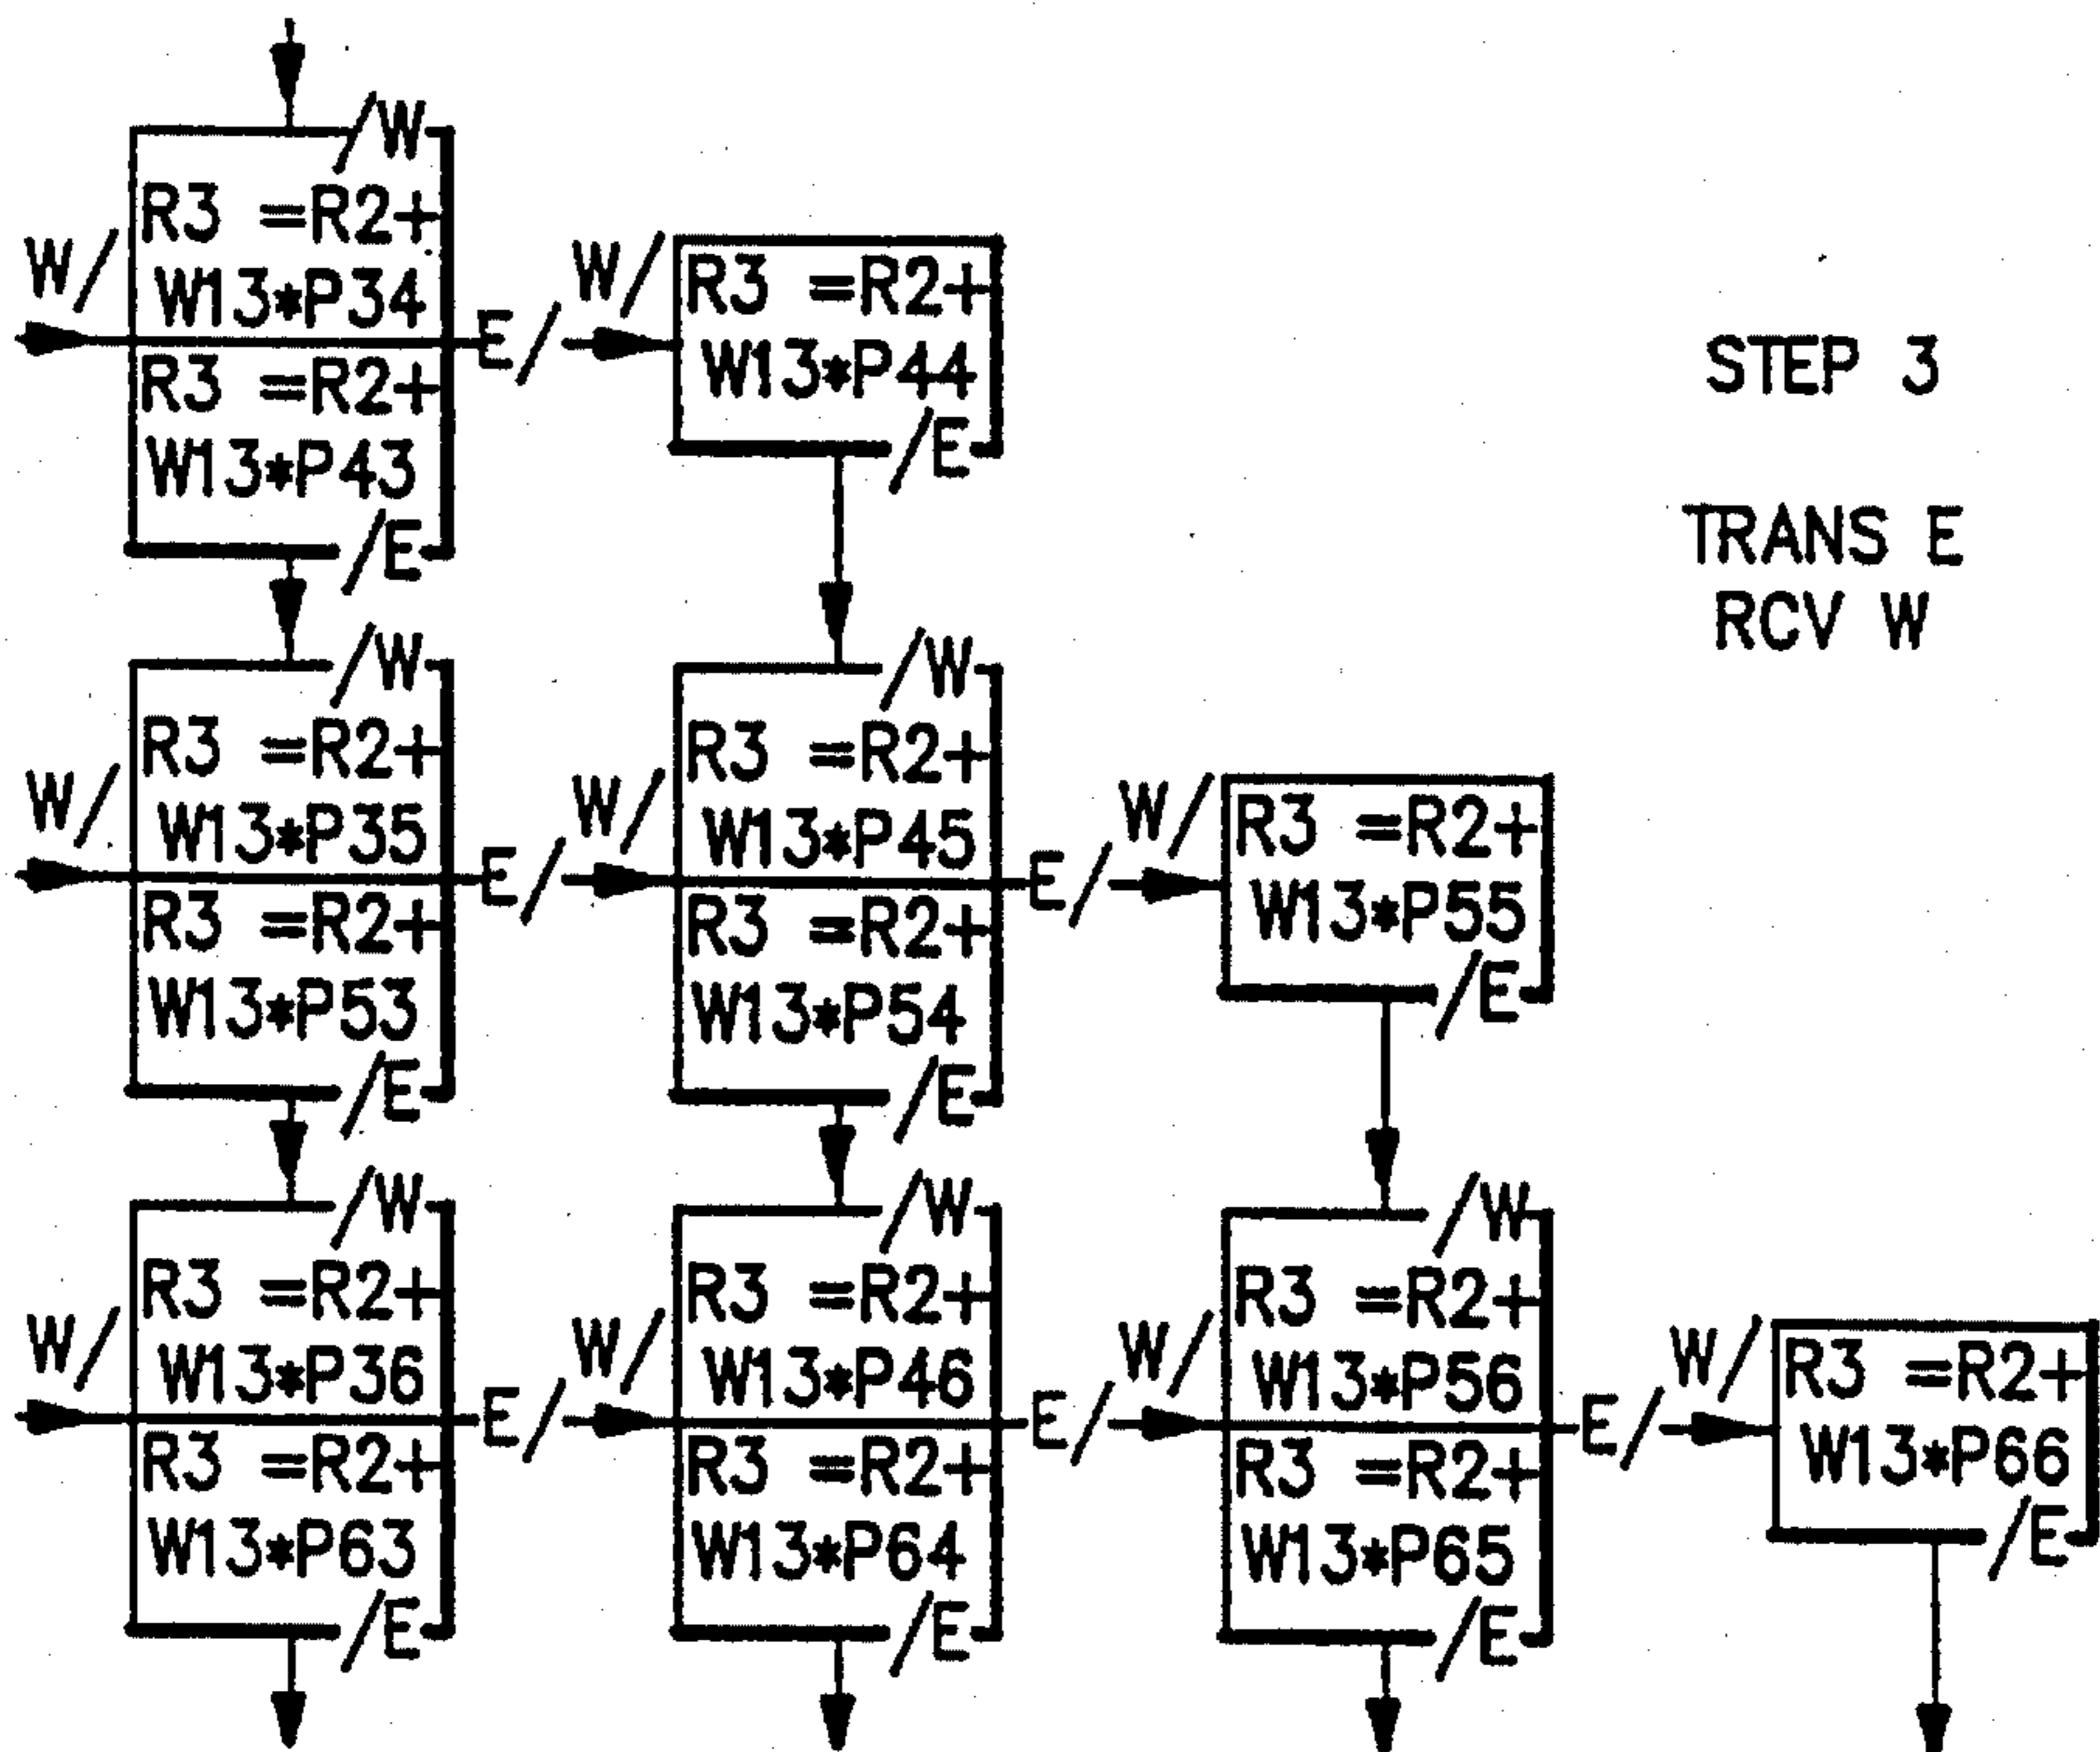 /W
R3 =R2+
W13*P34
W/
E/
R3 =R2+
W13*P43
/E
W/
R3 =R2+
W13*P44
/E
STEP 3
TRANS E
RCV W
/W
R3 =R2+
W13*P35
W/
E/
R3 =R2+
W13*P53
/E
/W
R3 =R2+
W13*P45
W/
E/
R3 =R2+
W13*P54
/E
W/
R3 =R2+
W13*P55
/E
/W
R3 =R2+
W13*P36
W/
E/
R3 =R2+
W13*P63
/E
/W
R3 =R2+
W13*P46
W/
E/
R3 =R2+
W13*P64
/E
/W
R3 =R2+
W13*P56
W/
E/
R3 =R2+
W13*P65
/E
W/
R3 =R2+
W13*P66
/E